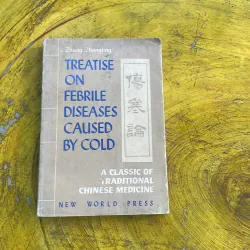 Zhang Zhongjing
TREATISE
ON
FEBRILE
DISEASES
CAUSED
BY COLD
傷寒論
A CLASSIC OF
TRADITIONAL
CHINESE MEDICINE
NEW WORLD PRESS